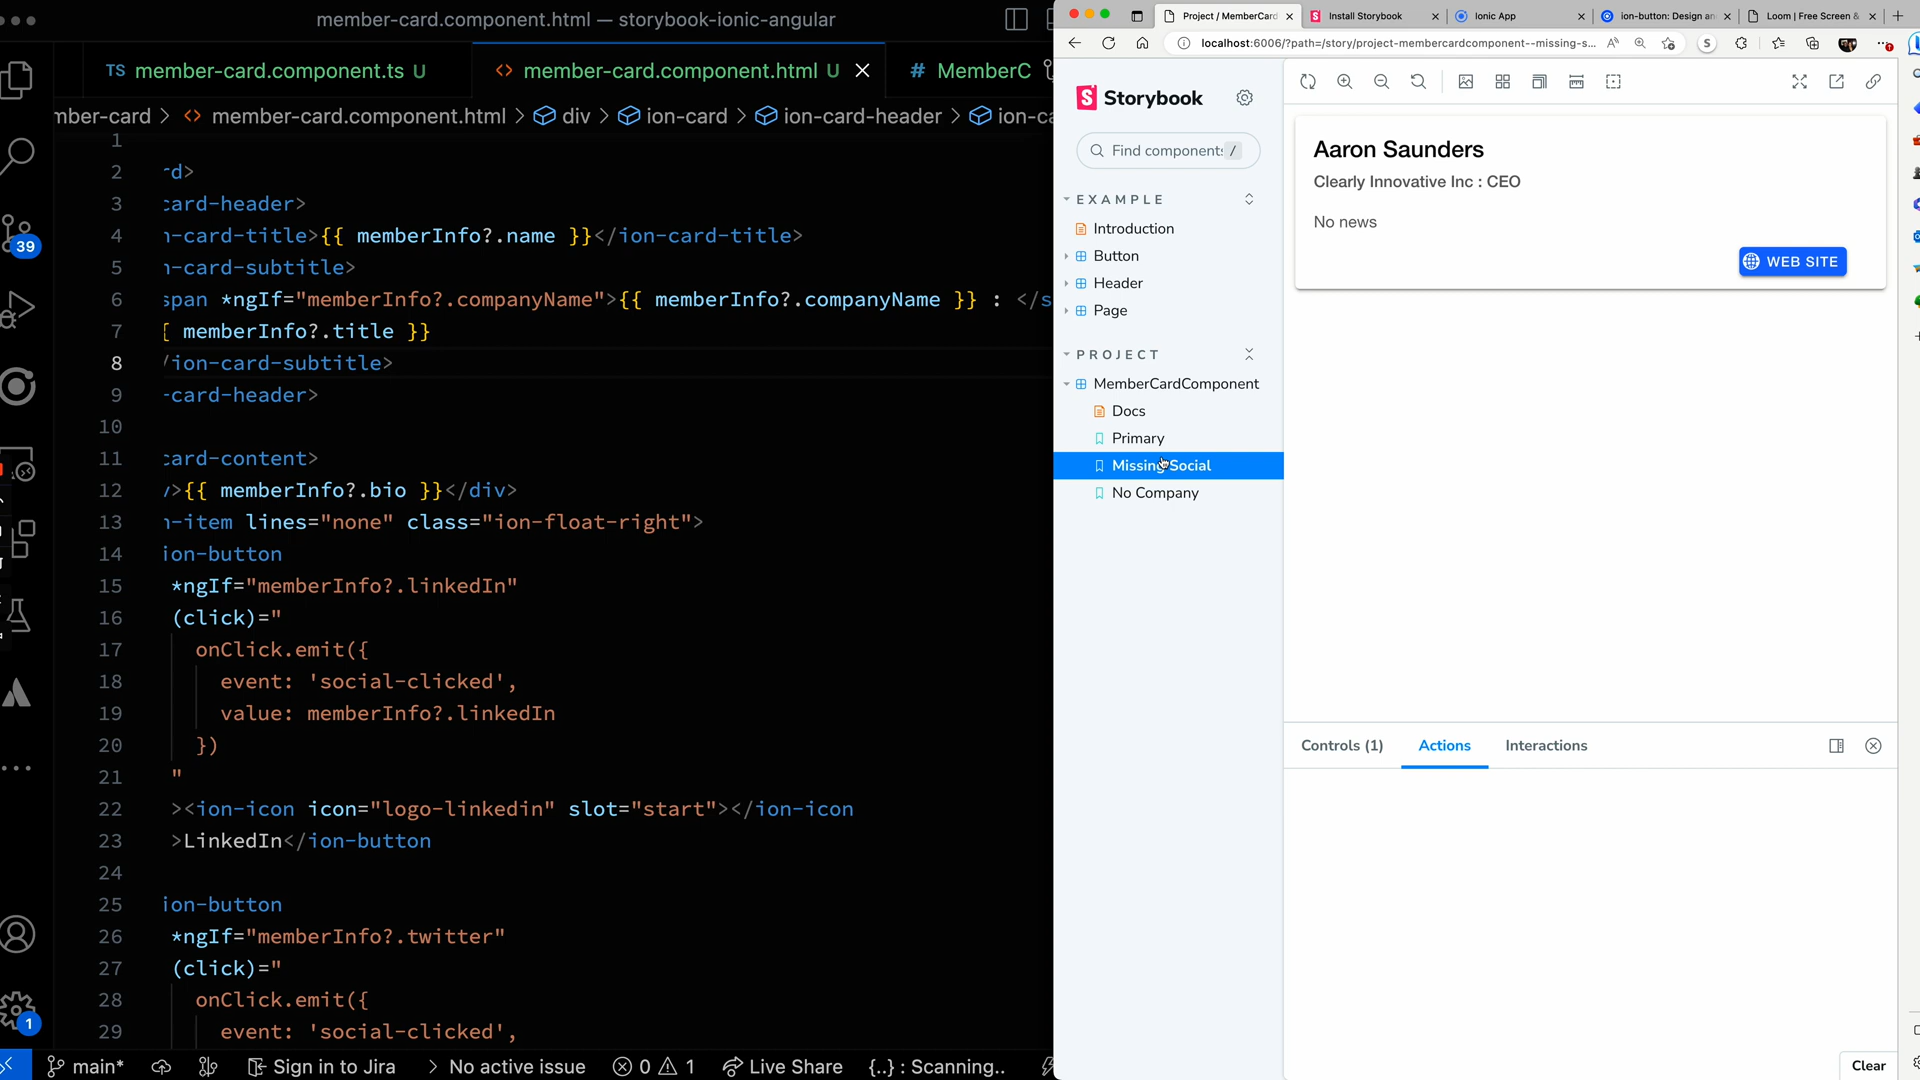 member-card.component.html — storybook-ionic-angular
TS member-card.component.ts U
<> member-card.component.html U
# MemberC
mber-card > <> member-card.component.html > div > ion-card > ion-card-header > ion-ca
1
2 rd>
3 card-header>
4 n-card-title>{{ memberInfo?.name }}</ion-card-title>
5 n-card-subtitle>
6 span *ngIf="memberInfo?.companyName">{{ memberInfo?.companyName }} : </s
7 { memberInfo?.title }}
8 /ion-card-subtitle>
9 -card-header>
10
11 card-content>
12 v>{{ memberInfo?.bio }}</div>
13 n-item lines="none" class="ion-float-right">
14 ion-button
15 *ngIf="memberInfo?.linkedIn"
16 (click)="
17 onClick.emit({
18 event: 'social-clicked',
19 value: memberInfo?.linkedIn
20 })
21 "
22 ><ion-icon icon="logo-linkedin" slot="start"></ion-icon
23 >LinkedIn</ion-button
24
25 ion-button
26 *ngIf="memberInfo?.twitter"
27 (click)="
28 onClick.emit({
29 event: 'social-clicked',
39
1
main*
Sign in to Jira
No active issue
0
1
Live Share
{..} : Scanning..
Project / MemberCard
Install Storybook
Ionic App
ion-button: Design an
Loom | Free Screen &
localhost:6006/?path=/story/project-membercardcomponent--missing-s...
S
Storybook
Find components
/
EXAMPLE
Introduction
Button
Header
Page
PROJECT
MemberCardComponent
Docs
Primary
Missing Social
No Company
Aaron Saunders
Clearly Innovative Inc : CEO
No news
WEB SITE
Controls (1)
Actions
Interactions
Clear